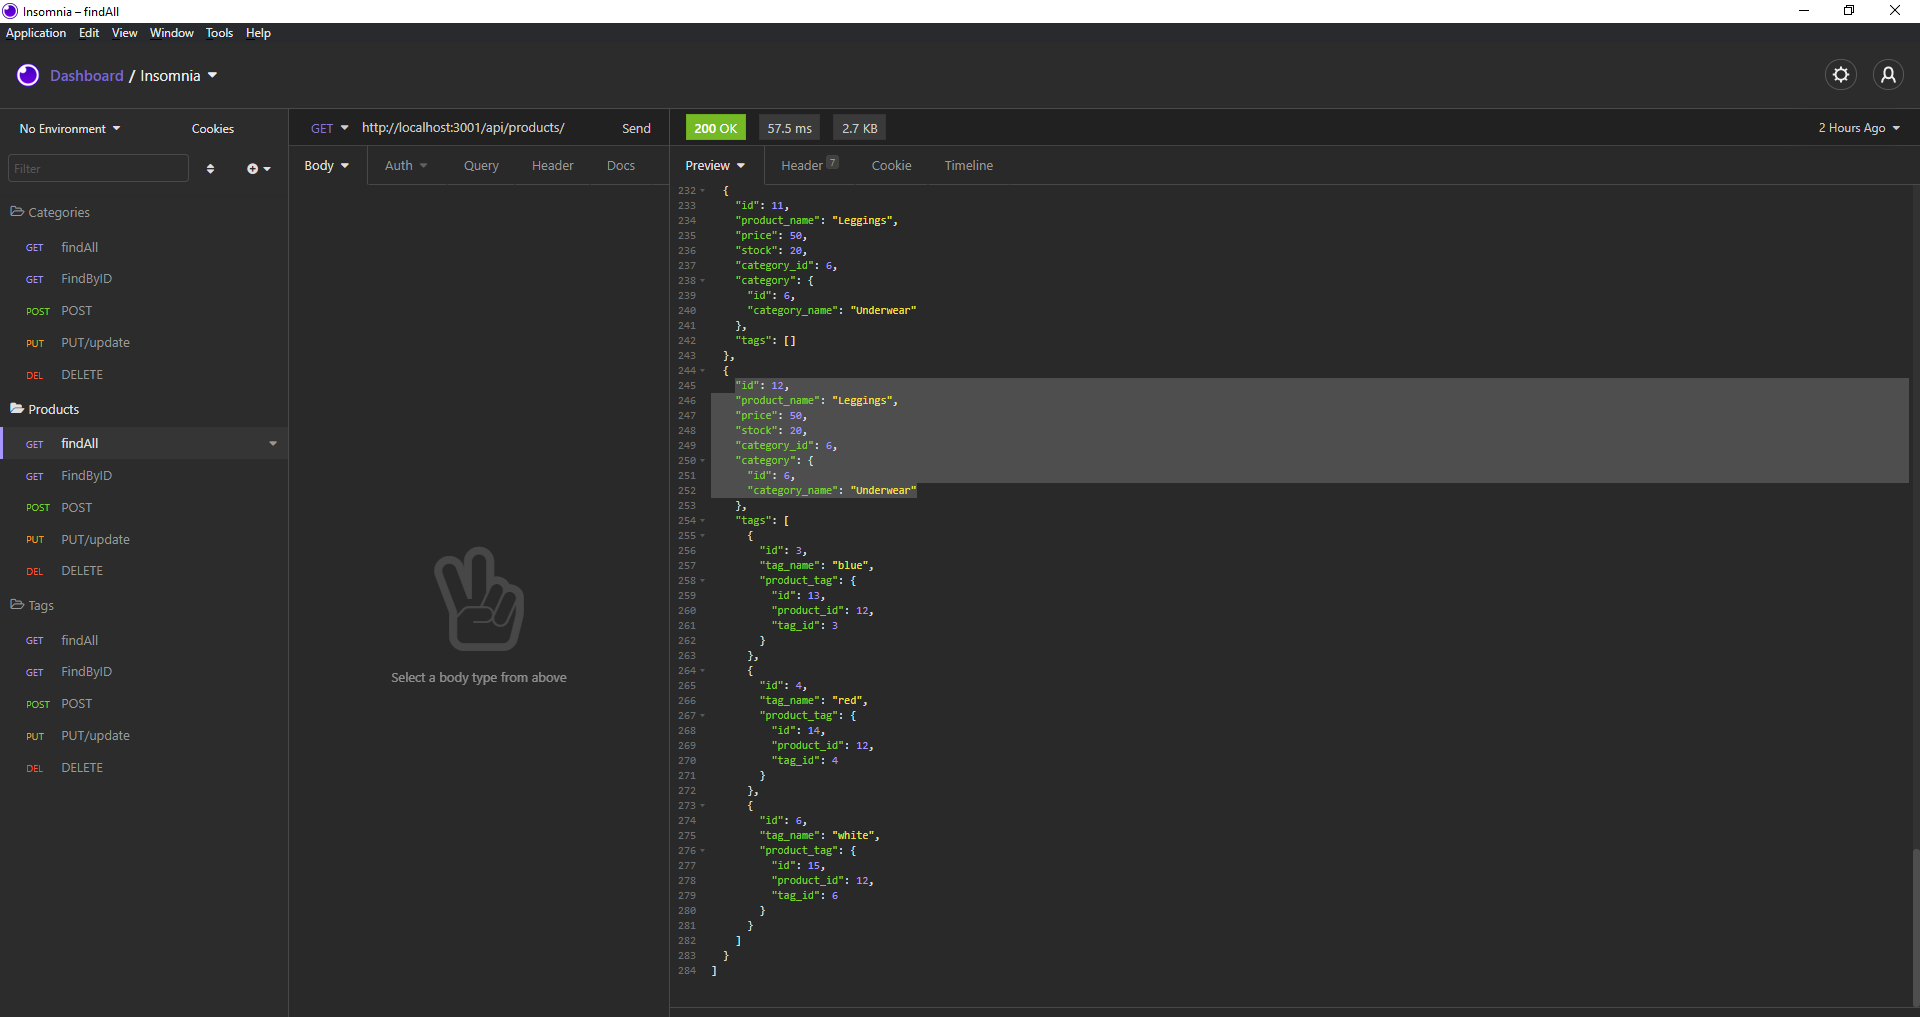 Insomnia – findAll
Application Edit View Window Tools Help
Dashboard / Insomnia
No Environment Cookies
Filter
Categories
GET findAll
GET FindByID
POST POST
PUT PUT/update
DEL DELETE
Products
GET findAll
GET FindByID
POST POST
PUT PUT/update
DEL DELETE
Tags
GET findAll
GET FindByID
POST POST
PUT PUT/update
DEL DELETE
GET http://localhost:3001/api/products/ Send
Body Auth Query Header Docs
Select a body type from above
200 OK 57.5 ms 2.7 KB 2 Hours Ago
Preview Header 7 Cookie Timeline
232 {
233 "id": 11,
234 "product_name": "Leggings",
235 "price": 50,
236 "stock": 20,
237 "category_id": 6,
238 "category": {
239 "id": 6,
240 "category_name": "Underwear"
241 },
242 "tags": []
243 },
244 {
245 "id": 12,
246 "product_name": "Leggings",
247 "price": 50,
248 "stock": 20,
249 "category_id": 6,
250 "category": {
251 "id": 6,
252 "category_name": "Underwear"
253 },
254 "tags": [
255 {
256 "id": 3,
257 "tag_name": "blue",
258 "product_tag": {
259 "id": 13,
260 "product_id": 12,
261 "tag_id": 3
262 }
263 },
264 {
265 "id": 4,
266 "tag_name": "red",
267 "product_tag": {
268 "id": 14,
269 "product_id": 12,
270 "tag_id": 4
271 }
272 },
273 {
274 "id": 6,
275 "tag_name": "white",
276 "product_tag": {
277 "id": 15,
278 "product_id": 12,
279 "tag_id": 6
280 }
281 }
282 ]
283 }
284 ]